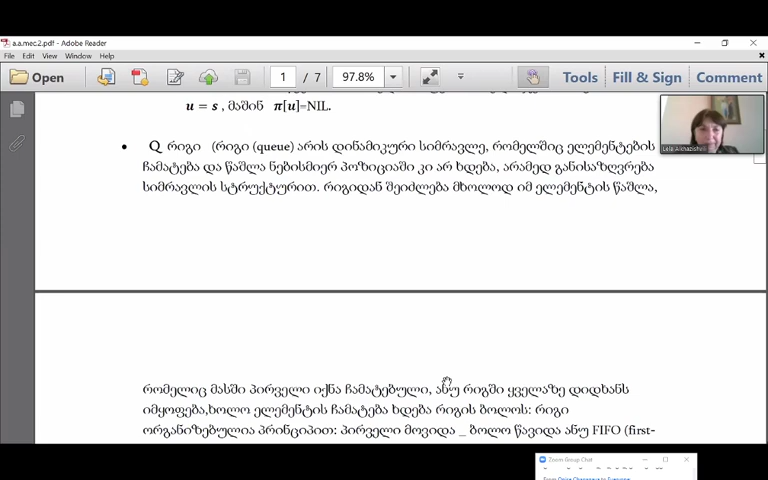 a.a.mec.2.pdf - Adobe Reader
File Edit View Window Help
Open 1 / 7 97.8% Tools Fill & Sign Comment
u = s , მაშინ π[u]=NIL.
• Q რიგი (რიგი (queue) არის დინამიკური სიმრავლე, რომელშიც ელემენტების
ჩამატება და წაშლა ნებისმიერ პოზიციაში კი არ ხდება, არამედ განისაზღვრება
სიმრავლის სტრუქტურით. რიგიდან შეიძლება მხოლოდ იმ ელემენტის წაშლა,
Lela Alkhazishvili
რომელიც მასში პირველი იქნა ჩამატებული, ანუ რიგში ყველაზე დიდხანს
იმყოფება,ხოლო ელემენტის ჩამატება ხდება რიგის ბოლოს: რიგი
ორგანიზებულია პრინციპით: პირველი მოვიდა _ ბოლო წავიდა ანუ FIFO (first-
Zoom Group Chat
to Everyone